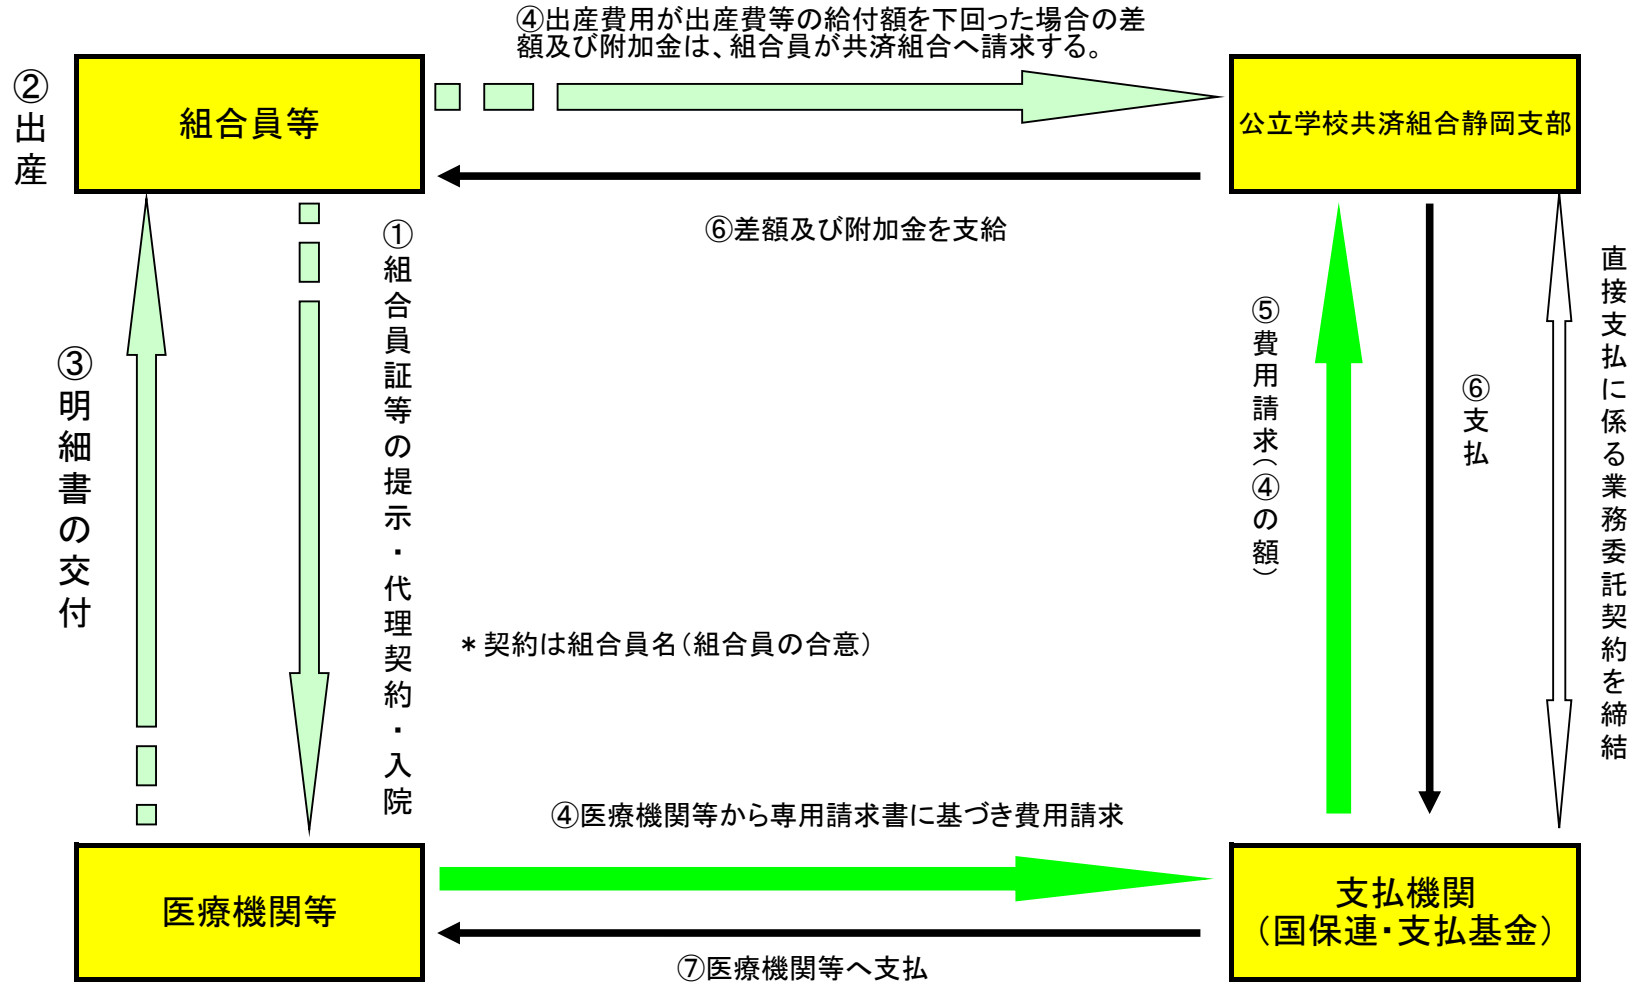 ④出産費用が出産費等の給付額を下回った場合の差
額及び附加金は、組合員が共済組合へ請求する。
②出産
組合員等
公立学校共済組合静岡支部
⑥差額及び附加金を支給
①組合員証等の提示・代理契約・入院
③明細書の交付
⑤費用請求(④の額)
⑥支払
直接支払に係る業務委託契約を締結
*契約は組合員名(組合員の合意)
④医療機関等から専用請求書に基づき費用請求
医療機関等
支払機関
(国保連・支払基金)
⑦医療機関等へ支払